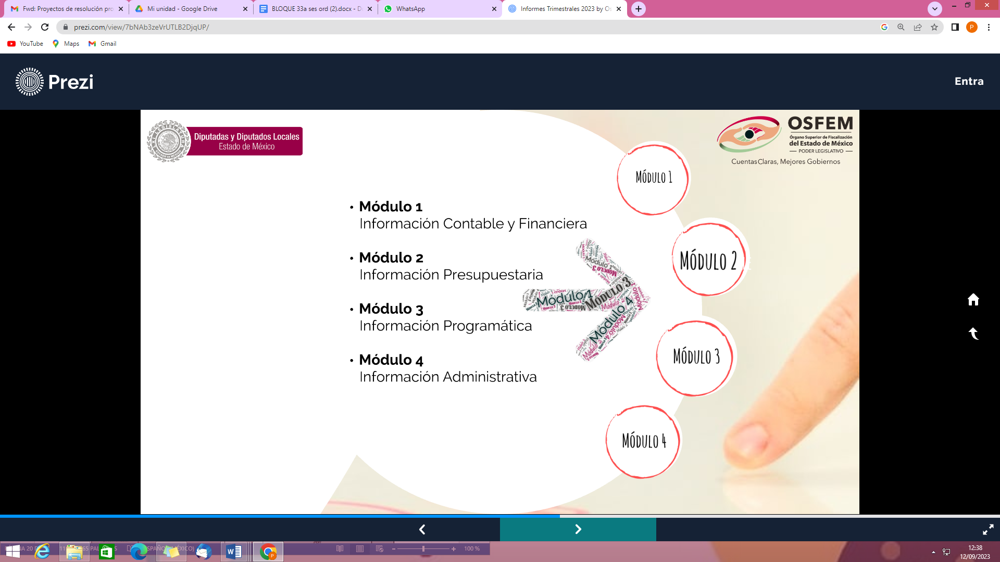 Fwd: Proyectos de resolución pro
Mi unidad - Google Drive
BLOQUE 33a ses ord (2).docx - D
WhatsApp
Informes Trimestrales 2023 by Os
prezi.com/view/7bNAb3zeVrUTLB2DjqUP/
YouTube
Maps
Gmail
Prezi
Entra
Diputadas y Diputados Locales
Estado de México
OSFEM
Órgano Superior de Fiscalización
del Estado de México
PODER LEGISLATIVO
Cuentas Claras, Mejores Gobiernos
• Módulo 1
Información Contable y Financiera
• Módulo 2
Información Presupuestaria
• Módulo 3
Información Programática
• Módulo 4
Información Administrativa
Módulo 1
Módulo 3
Módulo 4
Módulo 1
Módulo 2
Módulo 3
Módulo 4
100 %
12:38
12/09/2023